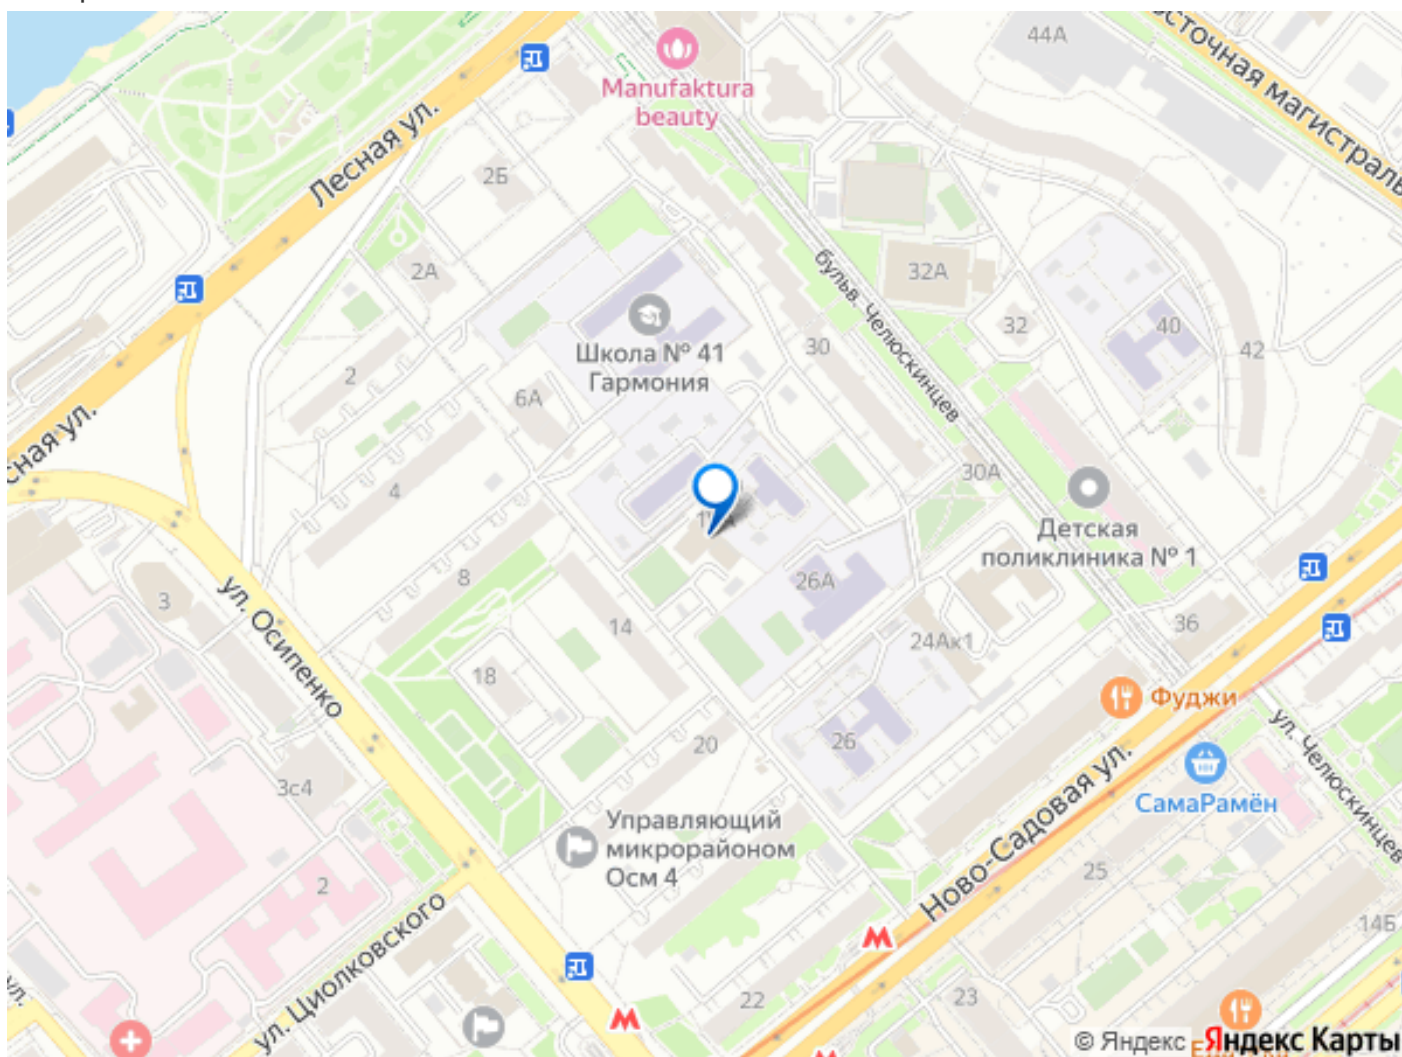 44А
сточная магистраль
Manufaktura
beauty
Лесная ул.
2Б
2А
бульв. Челюскинцев
32А
32
40
42
Школа № 41
Гармония
30
2
6А
сная ул.
4
30А
Детская
поликлиника № 1
8
26А
3
ул. Осипенко
14
24Ак1
36
18
Фуджи
20
26
ул. Челюскинцев
3с4
СамаРамён
Ново-Садовая ул.
Управляющий
микрорайоном
Осм 4
25
2
14Б
ул. Циолковского
ул.
22
23
© Яндекс Яндекс Карты